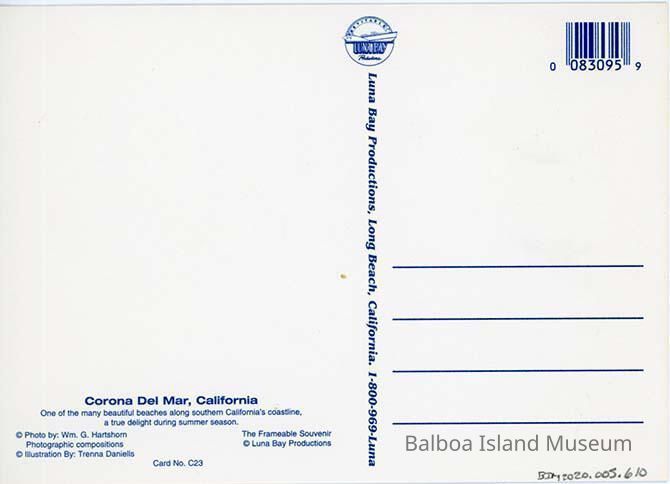 LUNA BAY
Luna Bay Productions, Long Beach, California. 1-800-969-Luna
0 083095 9
Corona Del Mar, California
One of the many beautiful beaches along southern California's coastline,
a true delight during summer season.
© Photo by: Wm. G. Hartshorn
Photographic compositions
© Illustration By: Trenna Daniells
The Frameable Souvenir
© Luna Bay Productions
Card No. C23
Balboa Island Museum
BIM2020.005.610